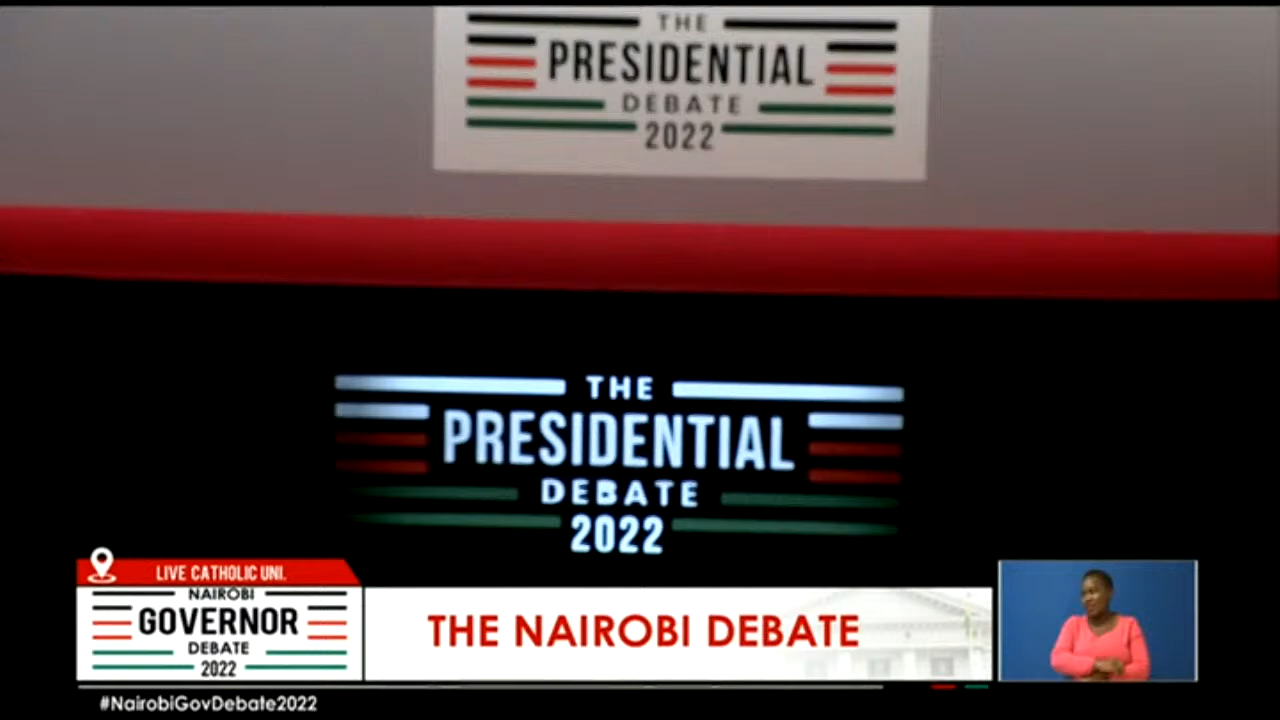 THE
PRESIDENTIAL
DEBATE
2022
THE
PRESIDENTIAL
DEBATE
2022
LIVE CATHOLIC UNI.
NAIROBI
GOVERNOR
DEBATE
2022
THE NAIROBI DEBATE
#NairobiGovDebate2022